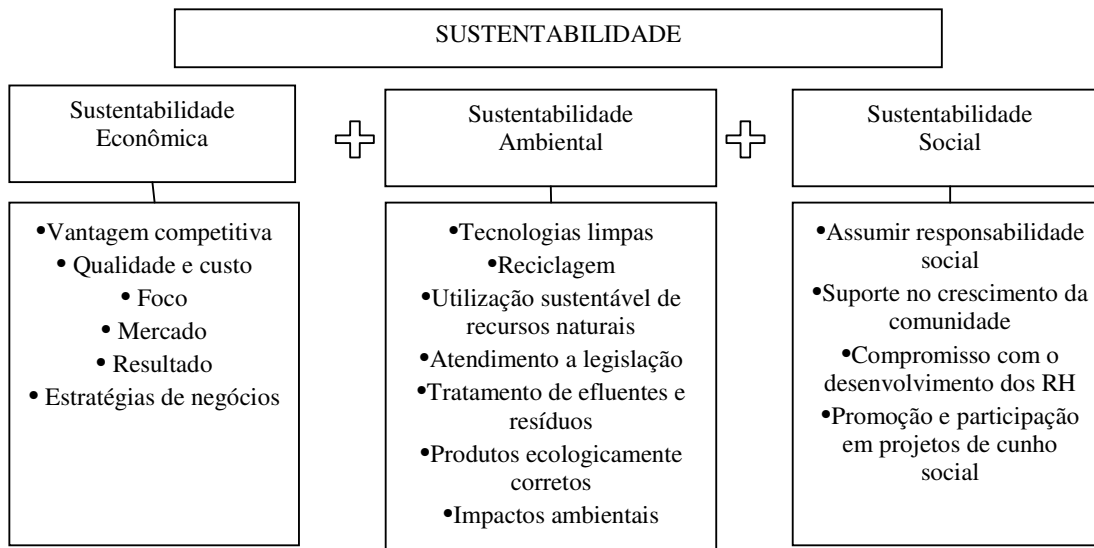 SUSTENTABILIDADE
Sustentabilidade
Econômica
Sustentabilidade
Ambiental
Sustentabilidade
Social
•Vantagem competitiva
• Qualidade e custo
• Foco
• Mercado
• Resultado
• Estratégias de negócios
•Tecnologias limpas
•Reciclagem
•Utilização sustentável de
recursos naturais
•Atendimento a legislação
•Tratamento de efluentes e
resíduos
•Produtos ecologicamente
corretos
•Impactos ambientais
•Assumir responsabilidade
social
•Suporte no crescimento da
comunidade
•Compromisso com o
desenvolvimento dos RH
•Promoção e participação
em projetos de cunho
social